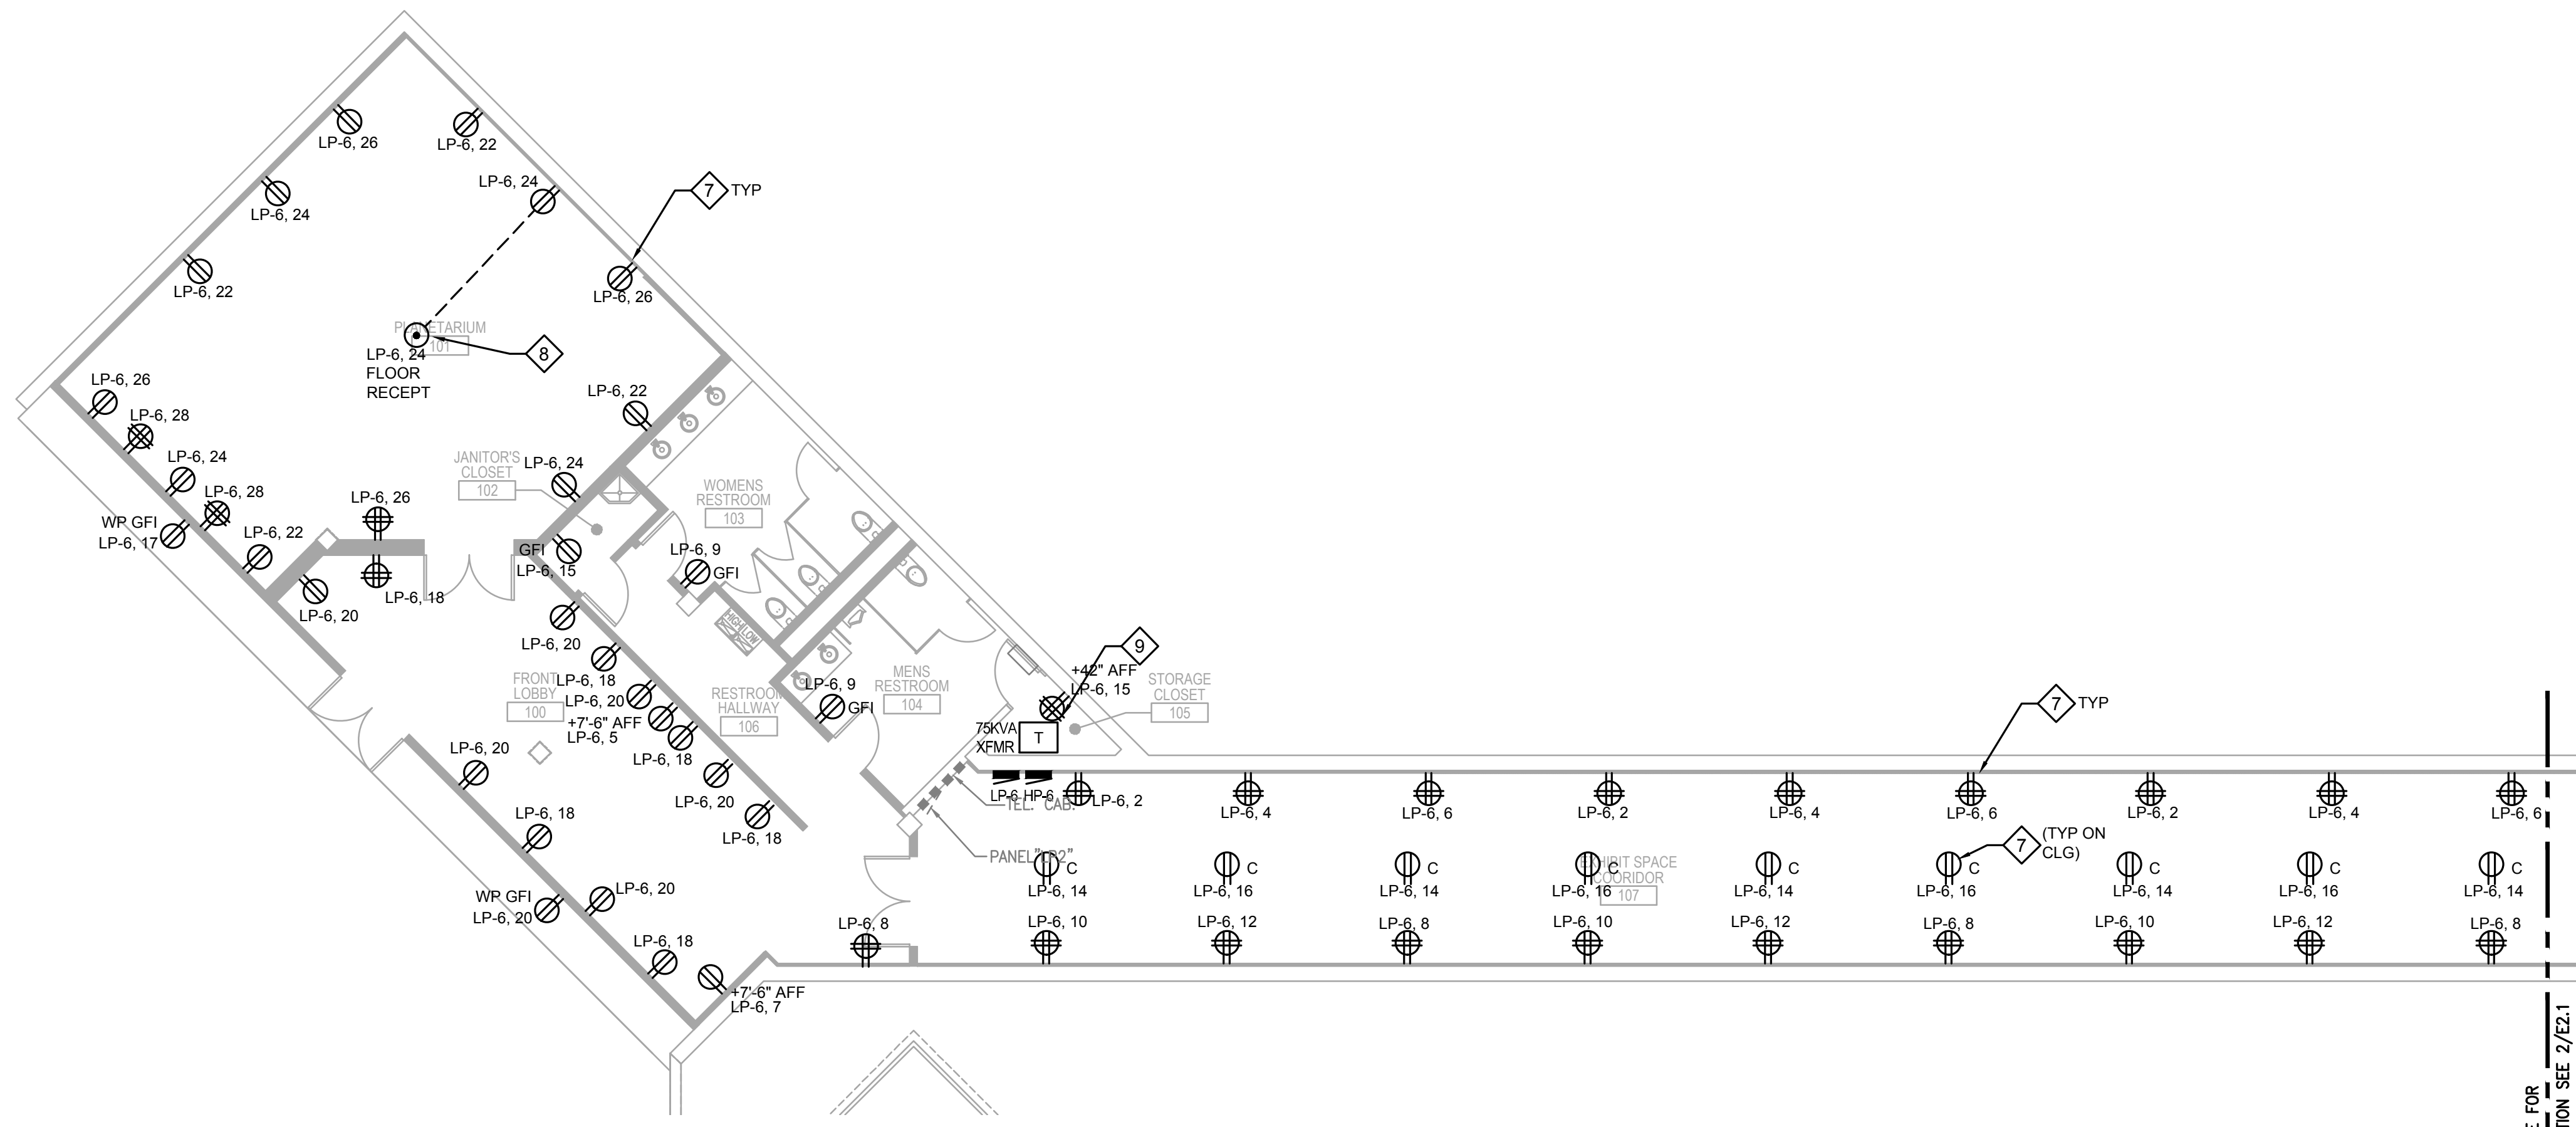 LP-6, 26
LP-6, 22
LP-6, 24
LP-6, 24
7 TYP
LP-6, 22
LP-6, 26
PLANETARIUM
101
8
LP-6, 24
FLOOR
RECEPT
LP-6, 26
LP-6, 28
LP-6, 22
LP-6, 24
LP-6, 28
JANITOR'S
CLOSET
102
LP-6, 24
WOMENS
RESTROOM
103
LP-6, 26
WP GFI
LP-6, 17
LP-6, 22
GFI
LP-6, 15
LP-6, 9
GFI
LP-6, 20
LP-6, 18
HIGH LOW
LP-6, 20
9
FRONT
LOBBY
100
LP-6, 18
LP-6, 20
+7'-6" AFF
LP-6, 5
RESTROOM
HALLWAY
106
LP-6, 9
GFI
MENS
RESTROOM
104
+42" AFF
LP-6, 15
STORAGE
CLOSET
105
75KVA
XFMR
T
7 TYP
LP-6, 20
LP-6, 18
LP-6, 20
LP-6, 18
LP-6
HP-6
TEL. CAB.
LP-6, 2
LP-6, 4
LP-6, 6
LP-6, 2
LP-6, 4
LP-6, 6
LP-6, 2
LP-6, 4
LP-6, 6
LP-6, 18
7
(TYP ON
CLG)
PANEL"LP2"
EXHIBIT SPACE
COORIDOR
107
C
C
C
C
C
C
C
C
C
LP-6, 14
LP-6, 16
LP-6, 14
LP-6, 16
LP-6, 14
LP-6, 16
LP-6, 14
LP-6, 16
LP-6, 14
WP GFI
LP-6, 20
LP-6, 20
LP-6, 8
LP-6, 10
LP-6, 12
LP-6, 8
LP-6, 10
LP-6, 12
LP-6, 8
LP-6, 10
LP-6, 12
LP-6, 8
LP-6, 18
+7'-6" AFF
LP-6, 7
FOR
SEE 2/E2.1